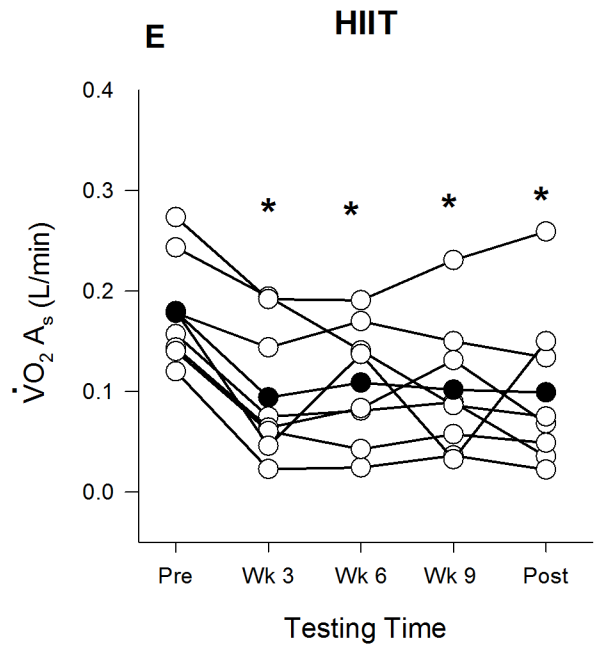 HIIT
E
0.4
0.3
0.2
0.1
0.0
* * * *
V̇O₂ Aₛ (L/min)
Pre Wk 3 Wk 6 Wk 9 Post
Testing Time